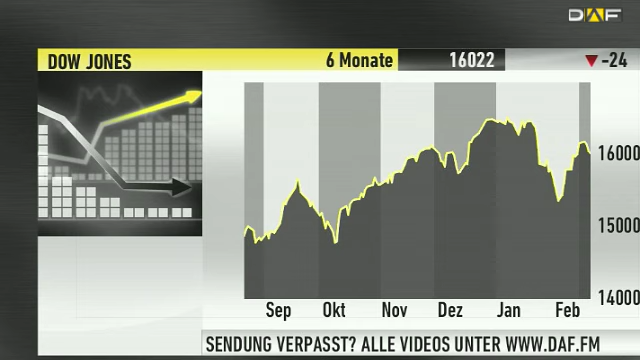 DAF
DOW JONES 6 Monate 16022 ▼-24
16000
15000
14000
Sep Okt Nov Dez Jan Feb
SENDUNG VERPASST? ALLE VIDEOS UNTER WWW.DAF.FM